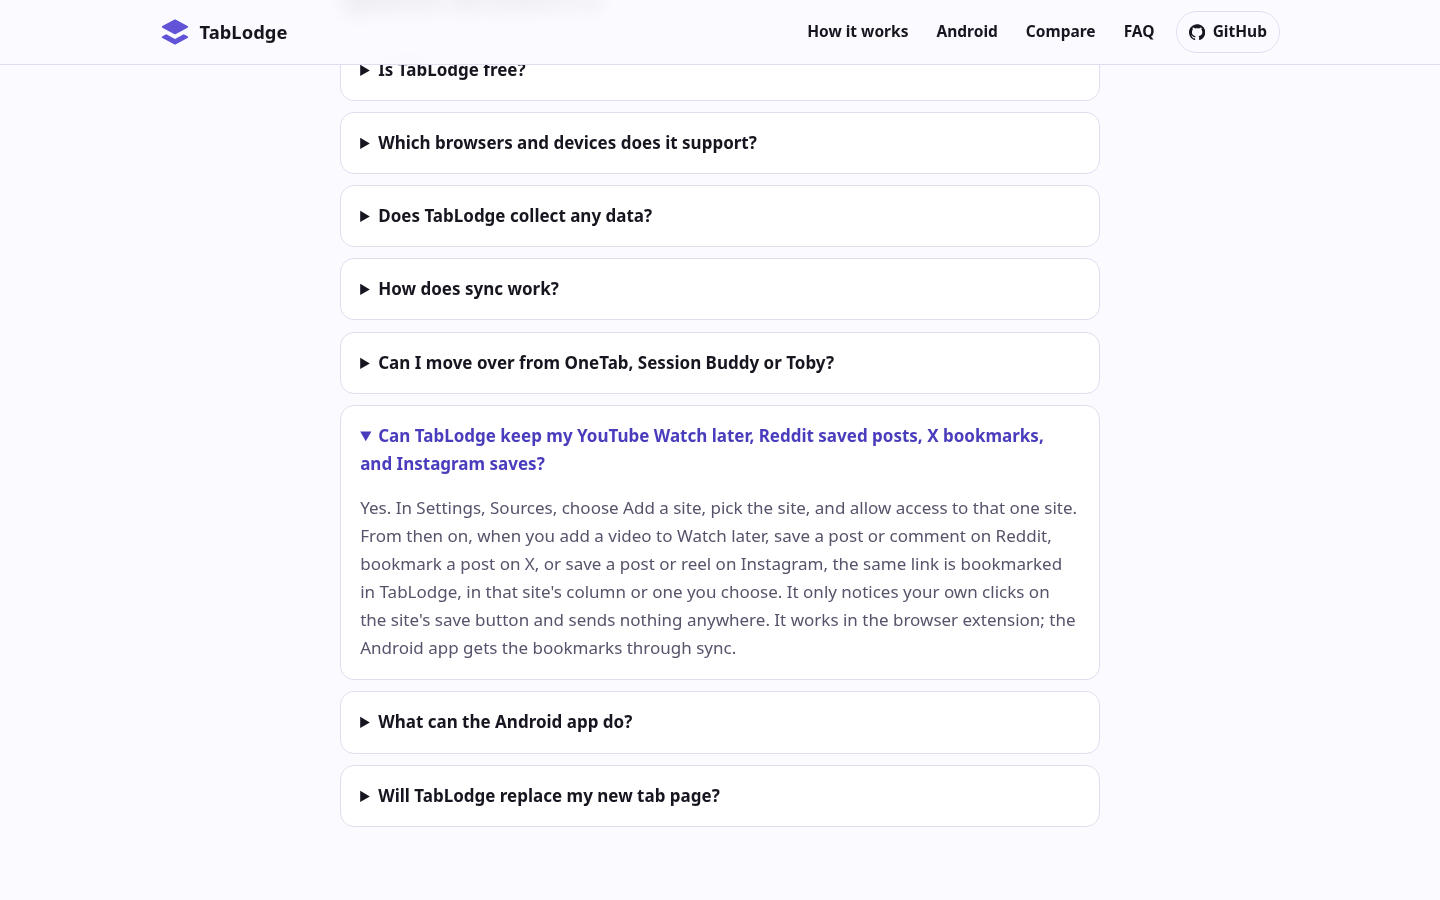 TabLodge
How it works
Android
Compare
FAQ
GitHub
Is TabLodge free?
Which browsers and devices does it support?
Does TabLodge collect any data?
How does sync work?
Can I move over from OneTab, Session Buddy or Toby?
Can TabLodge keep my YouTube Watch later, Reddit saved posts, X bookmarks,
and Instagram saves?
Yes. In Settings, Sources, choose Add a site, pick the site, and allow access to that one site.
From then on, when you add a video to Watch later, save a post or comment on Reddit,
bookmark a post on X, or save a post or reel on Instagram, the same link is bookmarked
in TabLodge, in that site's column or one you choose. It only notices your own clicks on
the site's save button and sends nothing anywhere. It works in the browser extension; the
Android app gets the bookmarks through sync.
What can the Android app do?
Will TabLodge replace my new tab page?